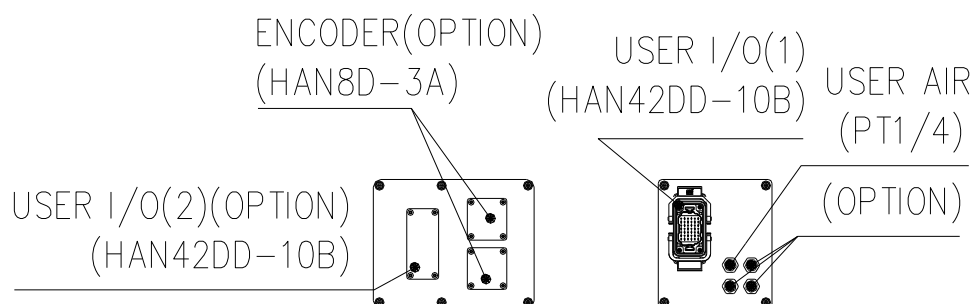 ENCODER(OPTION)
(HAN8D-3A)
USER I/O(1)
(HAN42DD-10B)
USER AIR
(PT1/4)
(OPTION)
USER I/O(2)(OPTION)
(HAN42DD-10B)